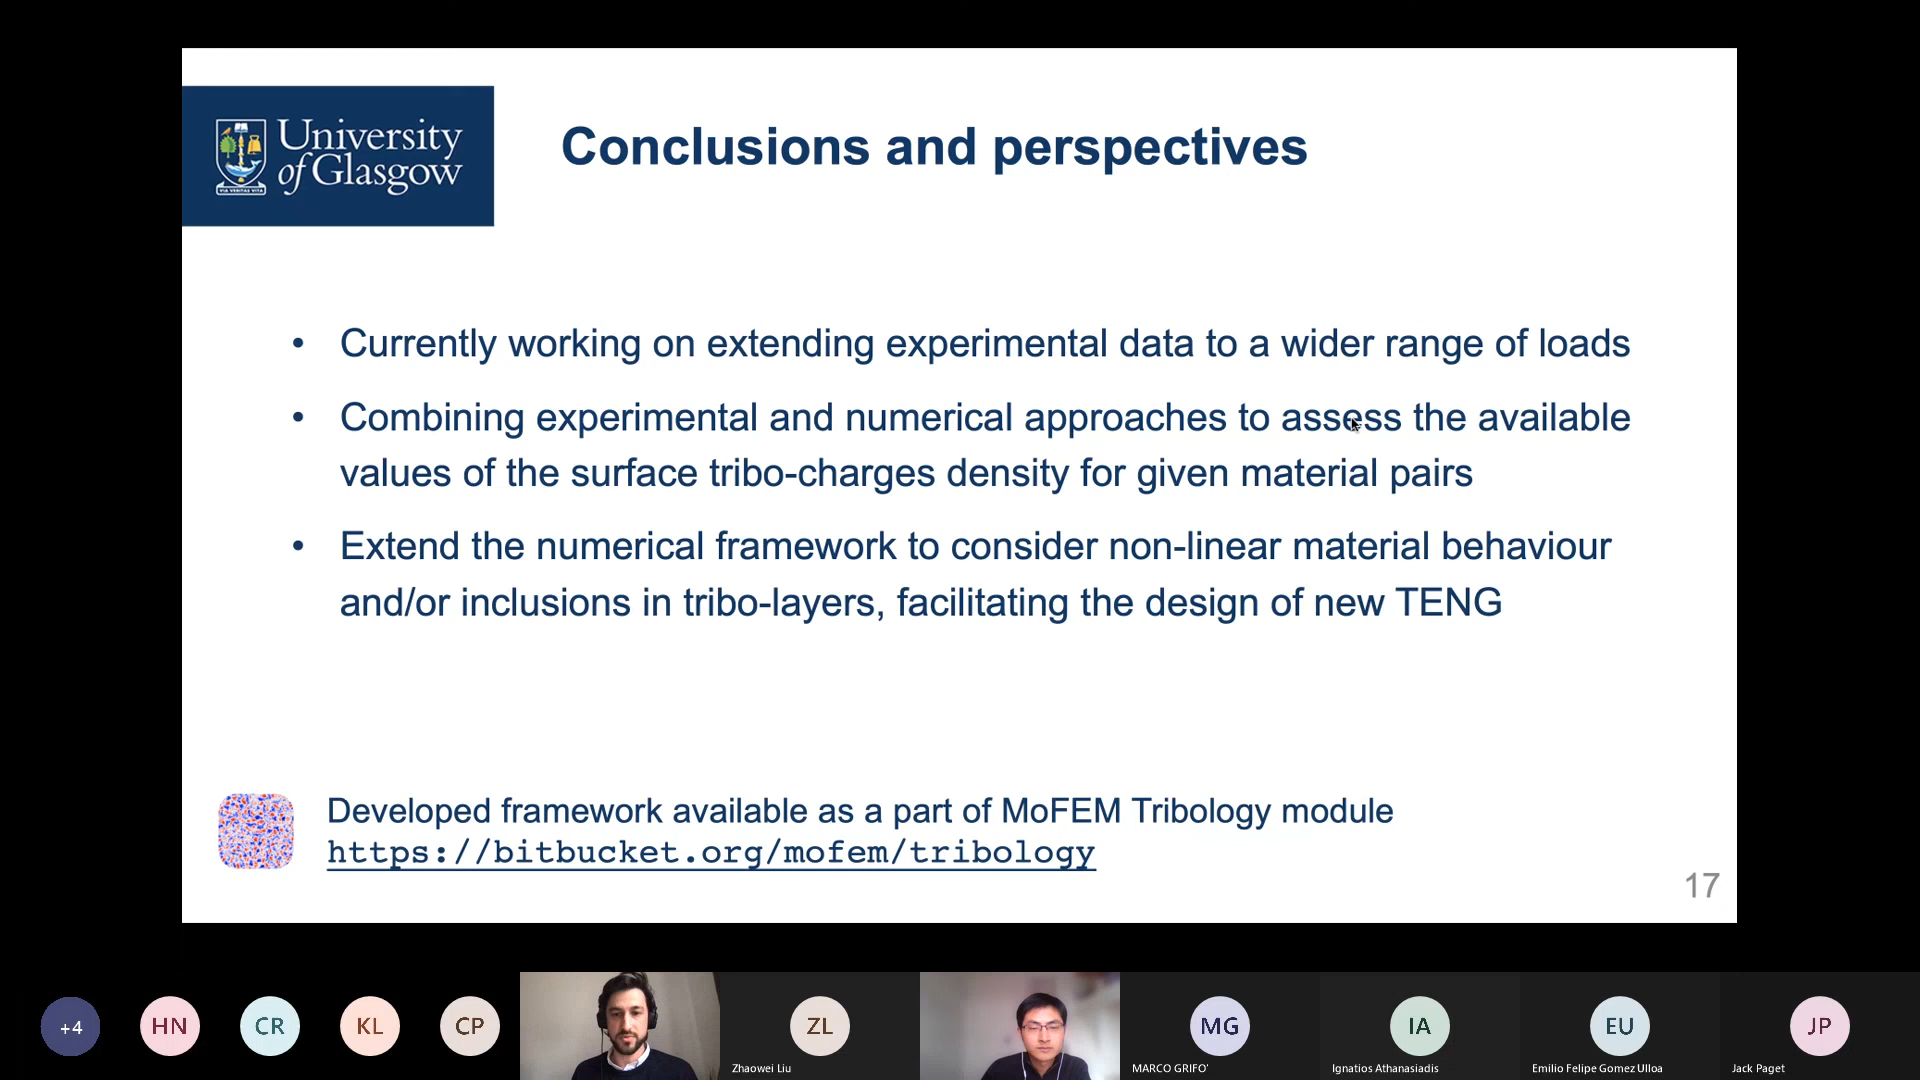 University
of Glasgow
VIA VERITAS VITA
Conclusions and perspectives
• Currently working on extending experimental data to a wider range of loads
• Combining experimental and numerical approaches to assess the available
values of the surface tribo-charges density for given material pairs
• Extend the numerical framework to consider non-linear material behaviour
and/or inclusions in tribo-layers, facilitating the design of new TENG
Developed framework available as a part of MoFEM Tribology module
https://bitbucket.org/mofem/tribology
17
+4
HN
CR
KL
CP
ZL
Zhaowei Liu
MG
MARCO GRIFO'
IA
Ignatios Athanasiadis
EU
Emilio Felipe Gomez Ulloa
JP
Jack Paget